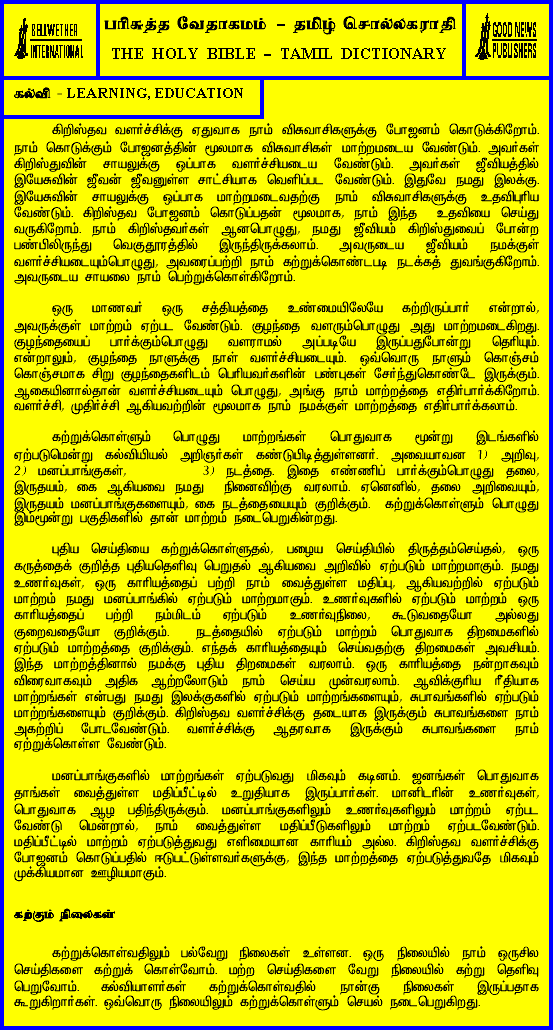 BELLWETHER
INTERNATIONAL
பரிசுத்த வேதாகமம் - தமிழ் சொல்லகராதி
THE HOLY BIBLE - TAMIL DICTIONARY
GOOD NEWS
PUBLISHERS
கல்வி - LEARNING, EDUCATION
கிறிஸ்தவ வளர்ச்சிக்கு ஏதுவாக நாம் விசுவாசிகளுக்கு போஜனம் கொடுக்கிறோம்.
நாம் கொடுக்கும் போஜனத்தின் மூலமாக விசுவாசிகள் மாற்றமடைய வேண்டும். அவர்கள்
கிறிஸ்துவின் சாயலுக்கு ஒப்பாக வளர்ச்சியடைய வேண்டும். அவர்கள் ஜீவியத்தில்
இயேசுவின் ஜீவன் ஜீவனுள்ள சாட்சியாக வெளிப்பட வேண்டும். இதுவே நமது இலக்கு.
இயேசுவின் சாயலுக்கு ஒப்பாக மாற்றமடைவதற்கு நாம் விசுவாசிகளுக்கு உதவிபுரிய
வேண்டும். கிறிஸ்தவ போஜனம் கொடுப்பதன் மூலமாக, நாம் இந்த உதவியை செய்து
வருகிறோம். நாம் கிறிஸ்தவர்கள் ஆனபொழுது, நமது ஜீவியம் கிறிஸ்துவைப் போன்ற
பண்பிலிருந்து வெகுதூரத்தில் இருந்திருக்கலாம். அவருடைய ஜீவியம் நமக்குள்
வளர்ச்சியடையும்பொழுது, அவரைப்பற்றி நாம் கற்றுக்கொண்டபடி நடக்கத் துவங்குகிறோம்.
அவருடைய சாயலை நாம் பெற்றுக்கொள்கிறோம்.
ஒரு மாணவர் ஒரு சத்தியத்தை உண்மையிலேயே கற்றிருப்பார் என்றால்,
அவருக்குள் மாற்றம் ஏற்பட வேண்டும். குழந்தை வளரும்பொழுது அது மாற்றமடைகிறது.
குழந்தையைப் பார்க்கும்பொழுது வளராமல் அப்படியே இருப்பதுபோன்று தெரியும்.
என்றாலும், குழந்தை நாளுக்கு நாள் வளர்ச்சியடையும். ஒவ்வொரு நாளும் கொஞ்சம்
கொஞ்சமாக சிறு குழந்தைகளிடம் பெரியவர்களின் பண்புகள் சேர்ந்துகொண்டே இருக்கும்.
ஆகையினால்தான் வளர்ச்சியடையும் பொழுது, அங்கு நாம் மாற்றத்தை எதிர்பார்க்கிறோம்.
வளர்ச்சி, முதிர்ச்சி ஆகியவற்றின் மூலமாக நாம் நமக்குள் மாற்றத்தை எதிர்பார்க்கலாம்.
கற்றுக்கொள்ளும் பொழுது மாற்றங்கள் பொதுவாக மூன்று இடங்களில்
ஏற்படுமென்று கல்வியியல் அறிஞர்கள் கண்டுபிடித்துள்ளனர். அவையாவன 1) அறிவு,
2) மனப்பாங்குகள், 3) நடத்தை. இதை எண்ணிப் பார்க்கும்பொழுது தலை,
இருதயம், கை ஆகியவை நமது நினைவிற்கு வரலாம். ஏனெனில், தலை அறிவையும்,
இருதயம் மனப்பாங்குகளையும், கை நடத்தையையும் குறிக்கும். கற்றுக்கொள்ளும் பொழுது
இம்மூன்று பகுதிகளில் தான் மாற்றம் நடைபெறுகின்றது.
புதிய செய்தியை கற்றுக்கொள்ளுதல், பழைய செய்தியில் திருத்தம்செய்தல், ஒரு
கருத்தைக் குறித்த புதியதெளிவு பெறுதல் ஆகியவை அறிவில் ஏற்படும் மாற்றமாகும். நமது
உணர்வுகள், ஒரு காரியத்தைப் பற்றி நாம் வைத்துள்ள மதிப்பு, ஆகியவற்றில் ஏற்படும்
மாற்றம் நமது மனப்பாங்கில் ஏற்படும் மாற்றமாகும். உணர்வுகளில் ஏற்படும் மாற்றம் ஒரு
காரியத்தைப் பற்றி நம்மிடம் ஏற்படும் உணர்வுநிலை, கூடுவதையோ அல்லது
குறைவதையோ குறிக்கும். நடத்தையில் ஏற்படும் மாற்றம் பொதுவாக திறமைகளில்
ஏற்படும் மாற்றத்தை குறிக்கும். எந்தக் காரியத்தையும் செய்வதற்கு திறமைகள் அவசியம்.
இந்த மாற்றத்தினால் நமக்கு புதிய திறமைகள் வரலாம். ஒரு காரியத்தை நன்றாகவும்
விரைவாகவும் அதிக ஆற்றலோடும் நாம் செய்ய முன்வரலாம். ஆவிக்குரிய ரீதியாக
மாற்றங்கள் என்பது நமது இலக்குகளில் ஏற்படும் மாற்றங்களையும், சுபாவங்களில் ஏற்படும்
மாற்றங்களையும் குறிக்கும். கிறிஸ்தவ வளர்ச்சிக்கு தடையாக இருக்கும் சுபாவங்களை நாம்
அகற்றிப் போடவேண்டும். வளர்ச்சிக்கு ஆதரவாக இருக்கும் சுபாவங்களை நாம்
ஏற்றுக்கொள்ள வேண்டும்.
மனப்பாங்குகளில் மாற்றங்கள் ஏற்படுவது மிகவும் கடினம். ஜனங்கள் பொதுவாக
தாங்கள் வைத்துள்ள மதிப்பீட்டில் உறுதியாக இருப்பார்கள். மானிடரின் உணர்வுகள்,
பொதுவாக ஆழ பதிந்திருக்கும். மனப்பாங்குகளிலும் உணர்வுகளிலும் மாற்றம் ஏற்பட
வேண்டு மென்றால், நாம் வைத்துள்ள மதிப்பீடுகளிலும் மாற்றம் ஏற்படவேண்டும்.
மதிப்பீட்டில் மாற்றம் ஏற்படுத்துவது எளிமையான காரியம் அல்ல. கிறிஸ்தவ வளர்ச்சிக்கு
போஜனம் கொடுப்பதில் ஈடுபட்டுள்ளவர்களுக்கு, இந்த மாற்றத்தை ஏற்படுத்துவதே மிகவும்
முக்கியமான ஊழியமாகும்.
கற்கும் நிலைகள்
கற்றுக்கொள்வதிலும் பல்வேறு நிலைகள் உள்ளன. ஒரு நிலையில் நாம் ஒருசில
செய்திகளை கற்றுக் கொள்வோம். மற்ற செய்திகளை வேறு நிலையில் கற்று தெளிவு
பெறுவோம். கல்வியாளர்கள் கற்றுக்கொள்வதில் நான்கு நிலைகள் இருப்பதாக
கூறுகிறார்கள். ஒவ்வொரு நிலையிலும் கற்றுக்கொள்ளும் செயல் நடைபெறுகிறது.